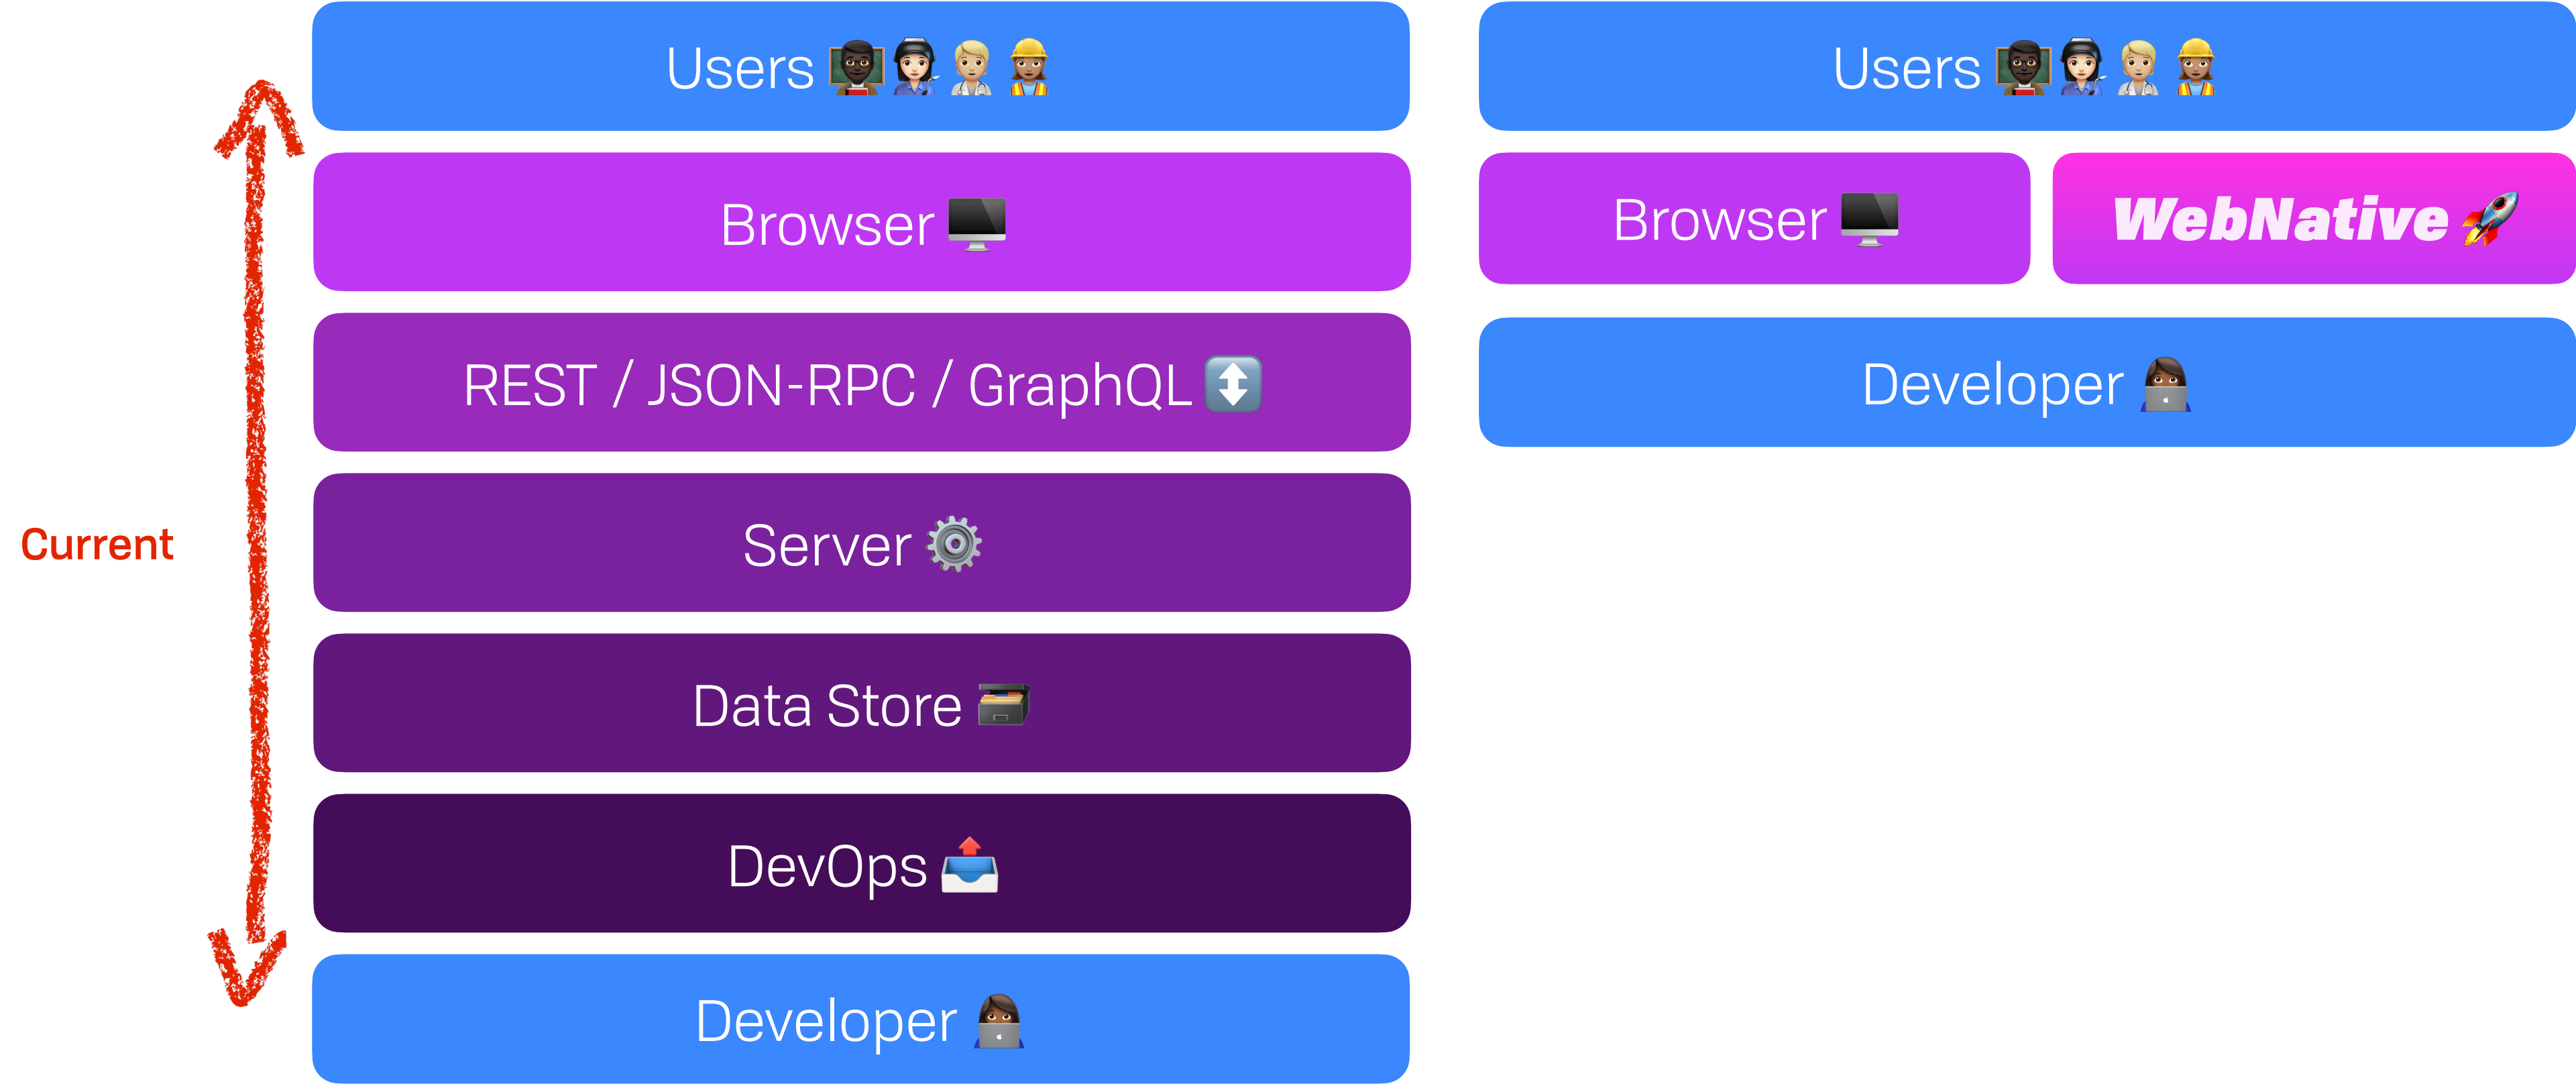 Current
Users
Browser
REST / JSON-RPC / GraphQL
Server
Data Store
DevOps
Developer
Users
Browser
WebNative
Developer